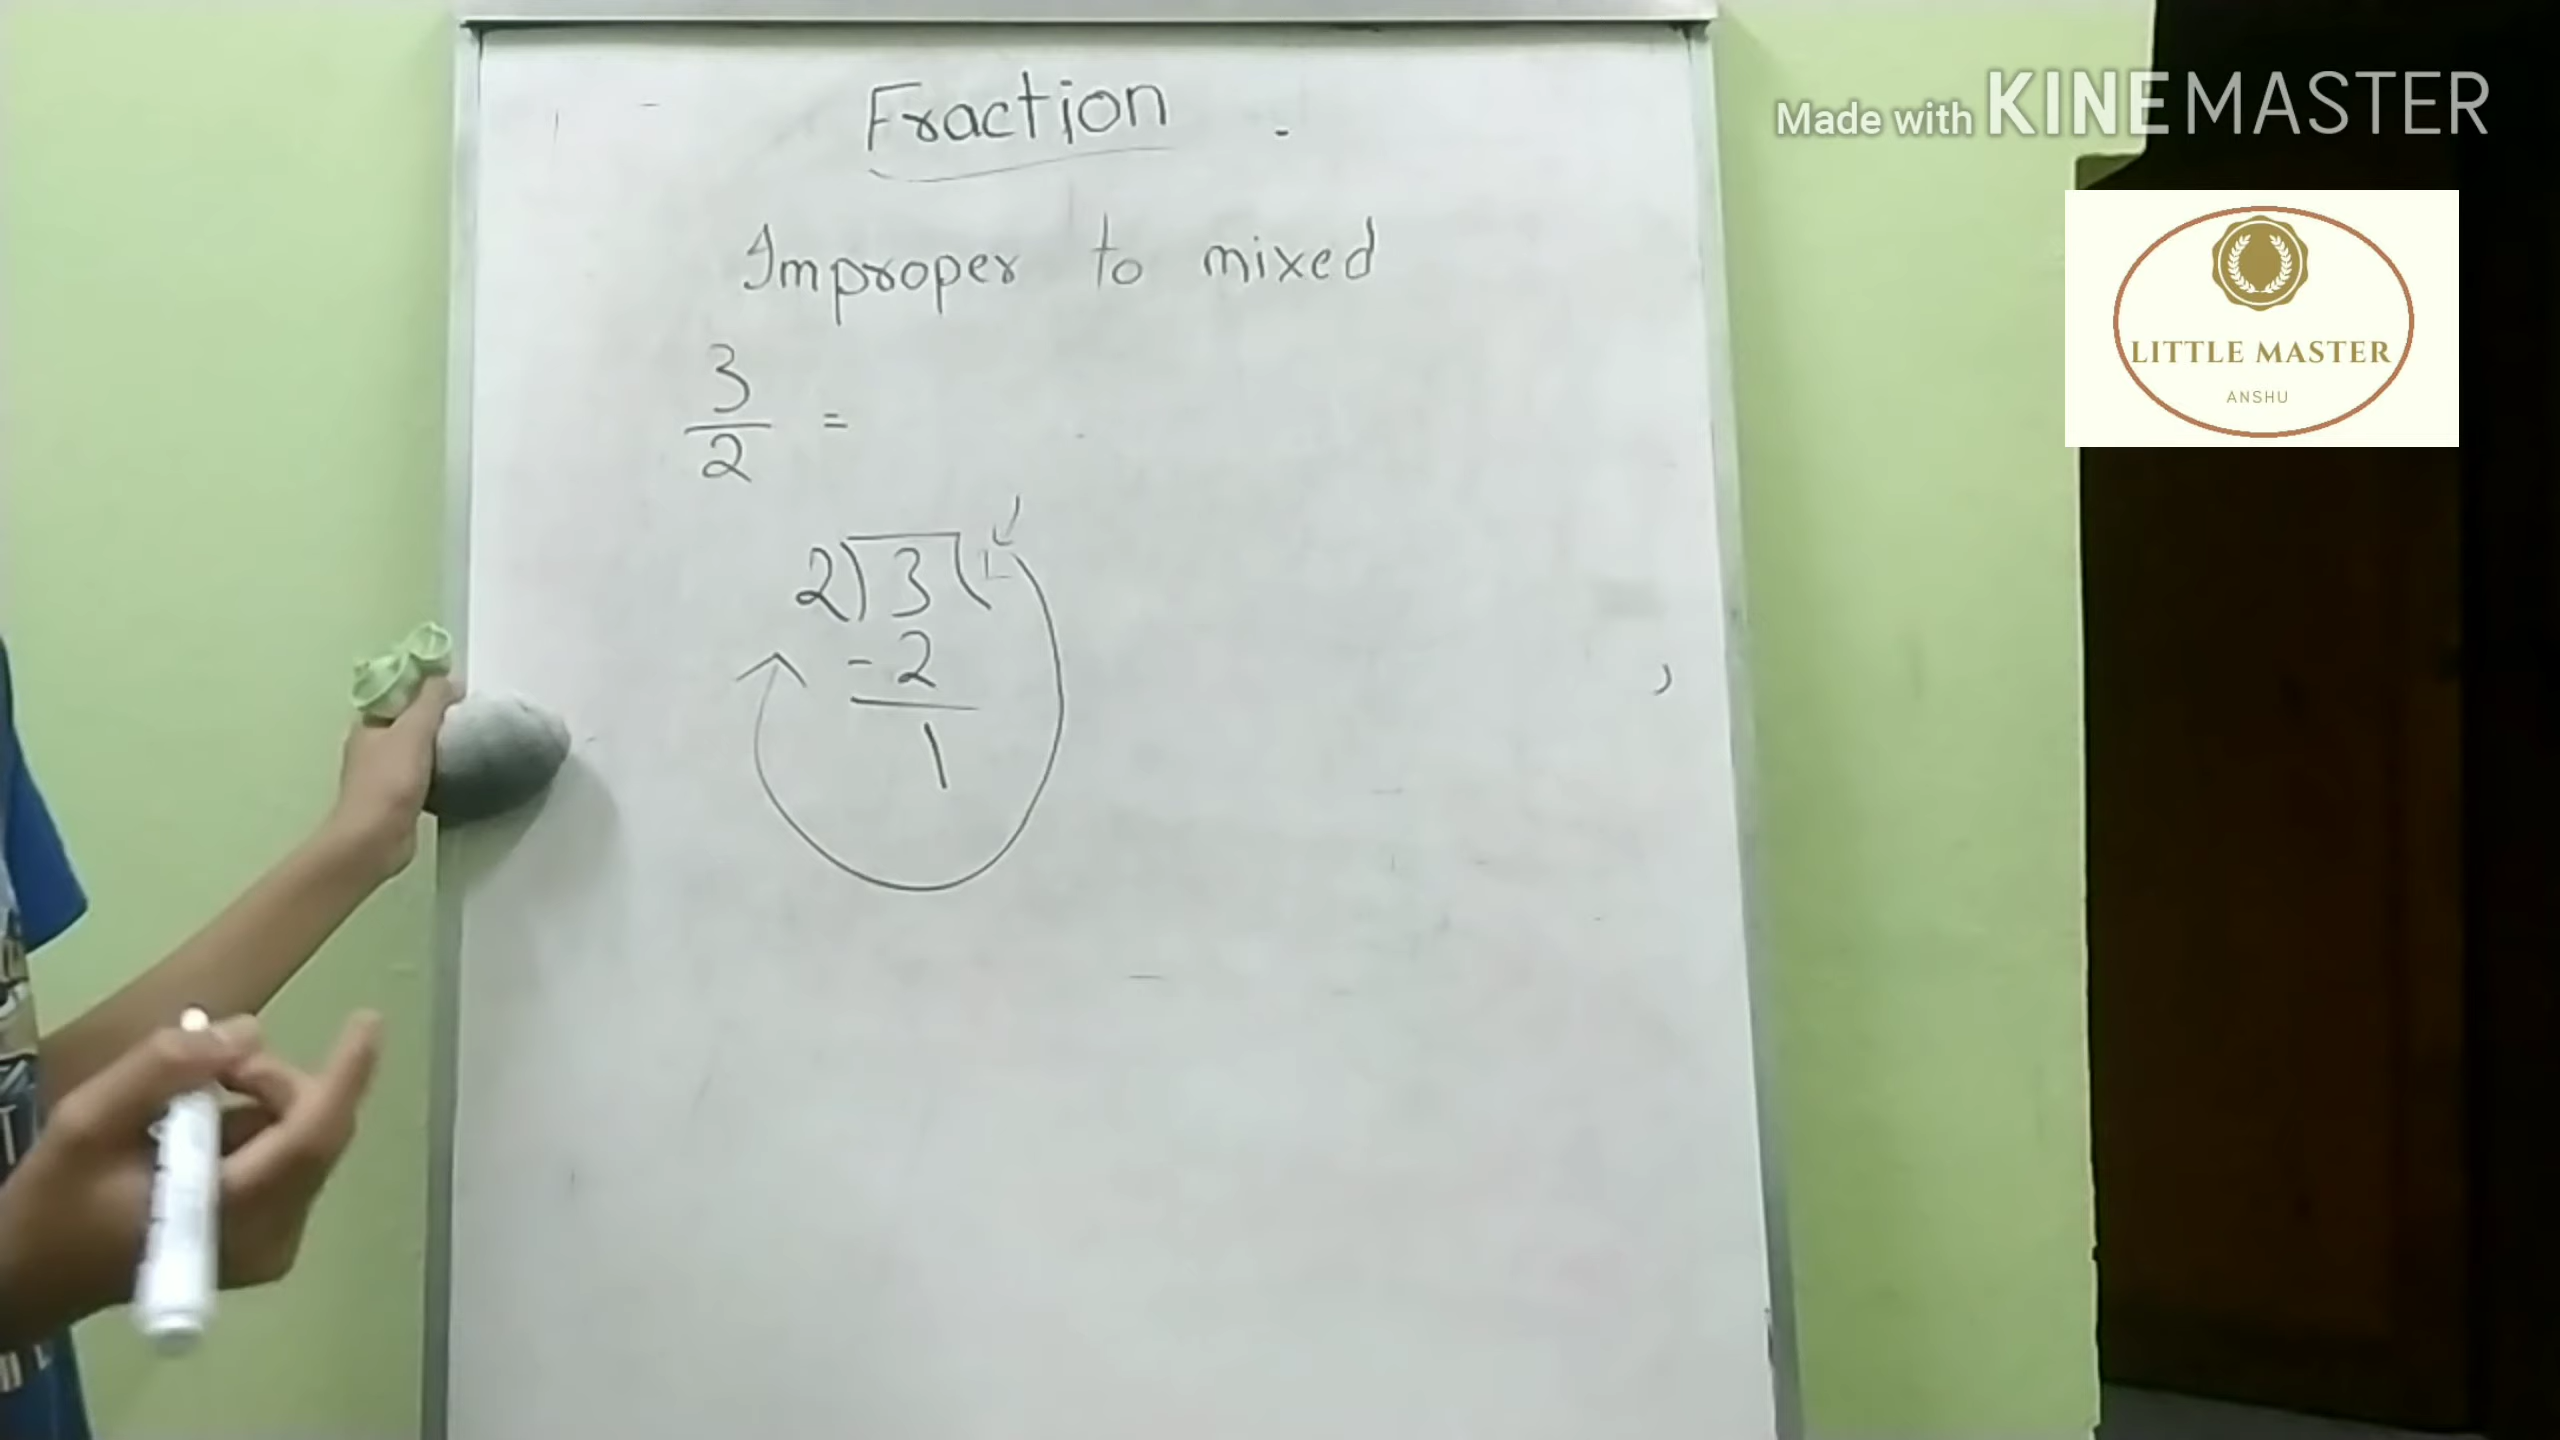 Fraction
Made with KINEMASTER
Improper to mixed
LITTLE MASTER
ANSHU
3
2
=
2)3(1
-2
1